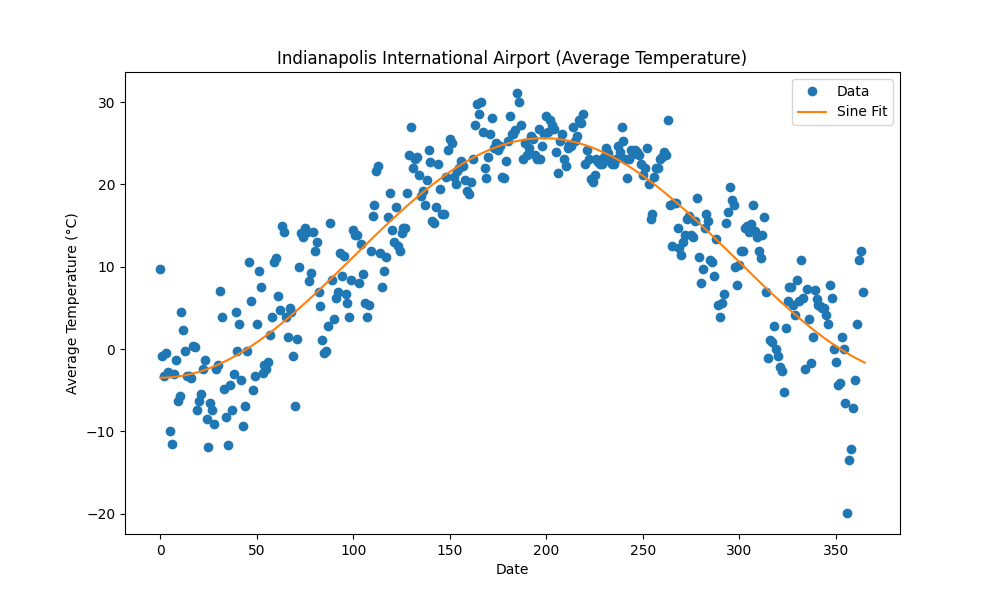 Indianapolis International Airport (Average Temperature)
Data
Sine Fit
Average Temperature (°C)
30
20
10
0
−10
−20
0
50
100
150
200
250
300
350
Date